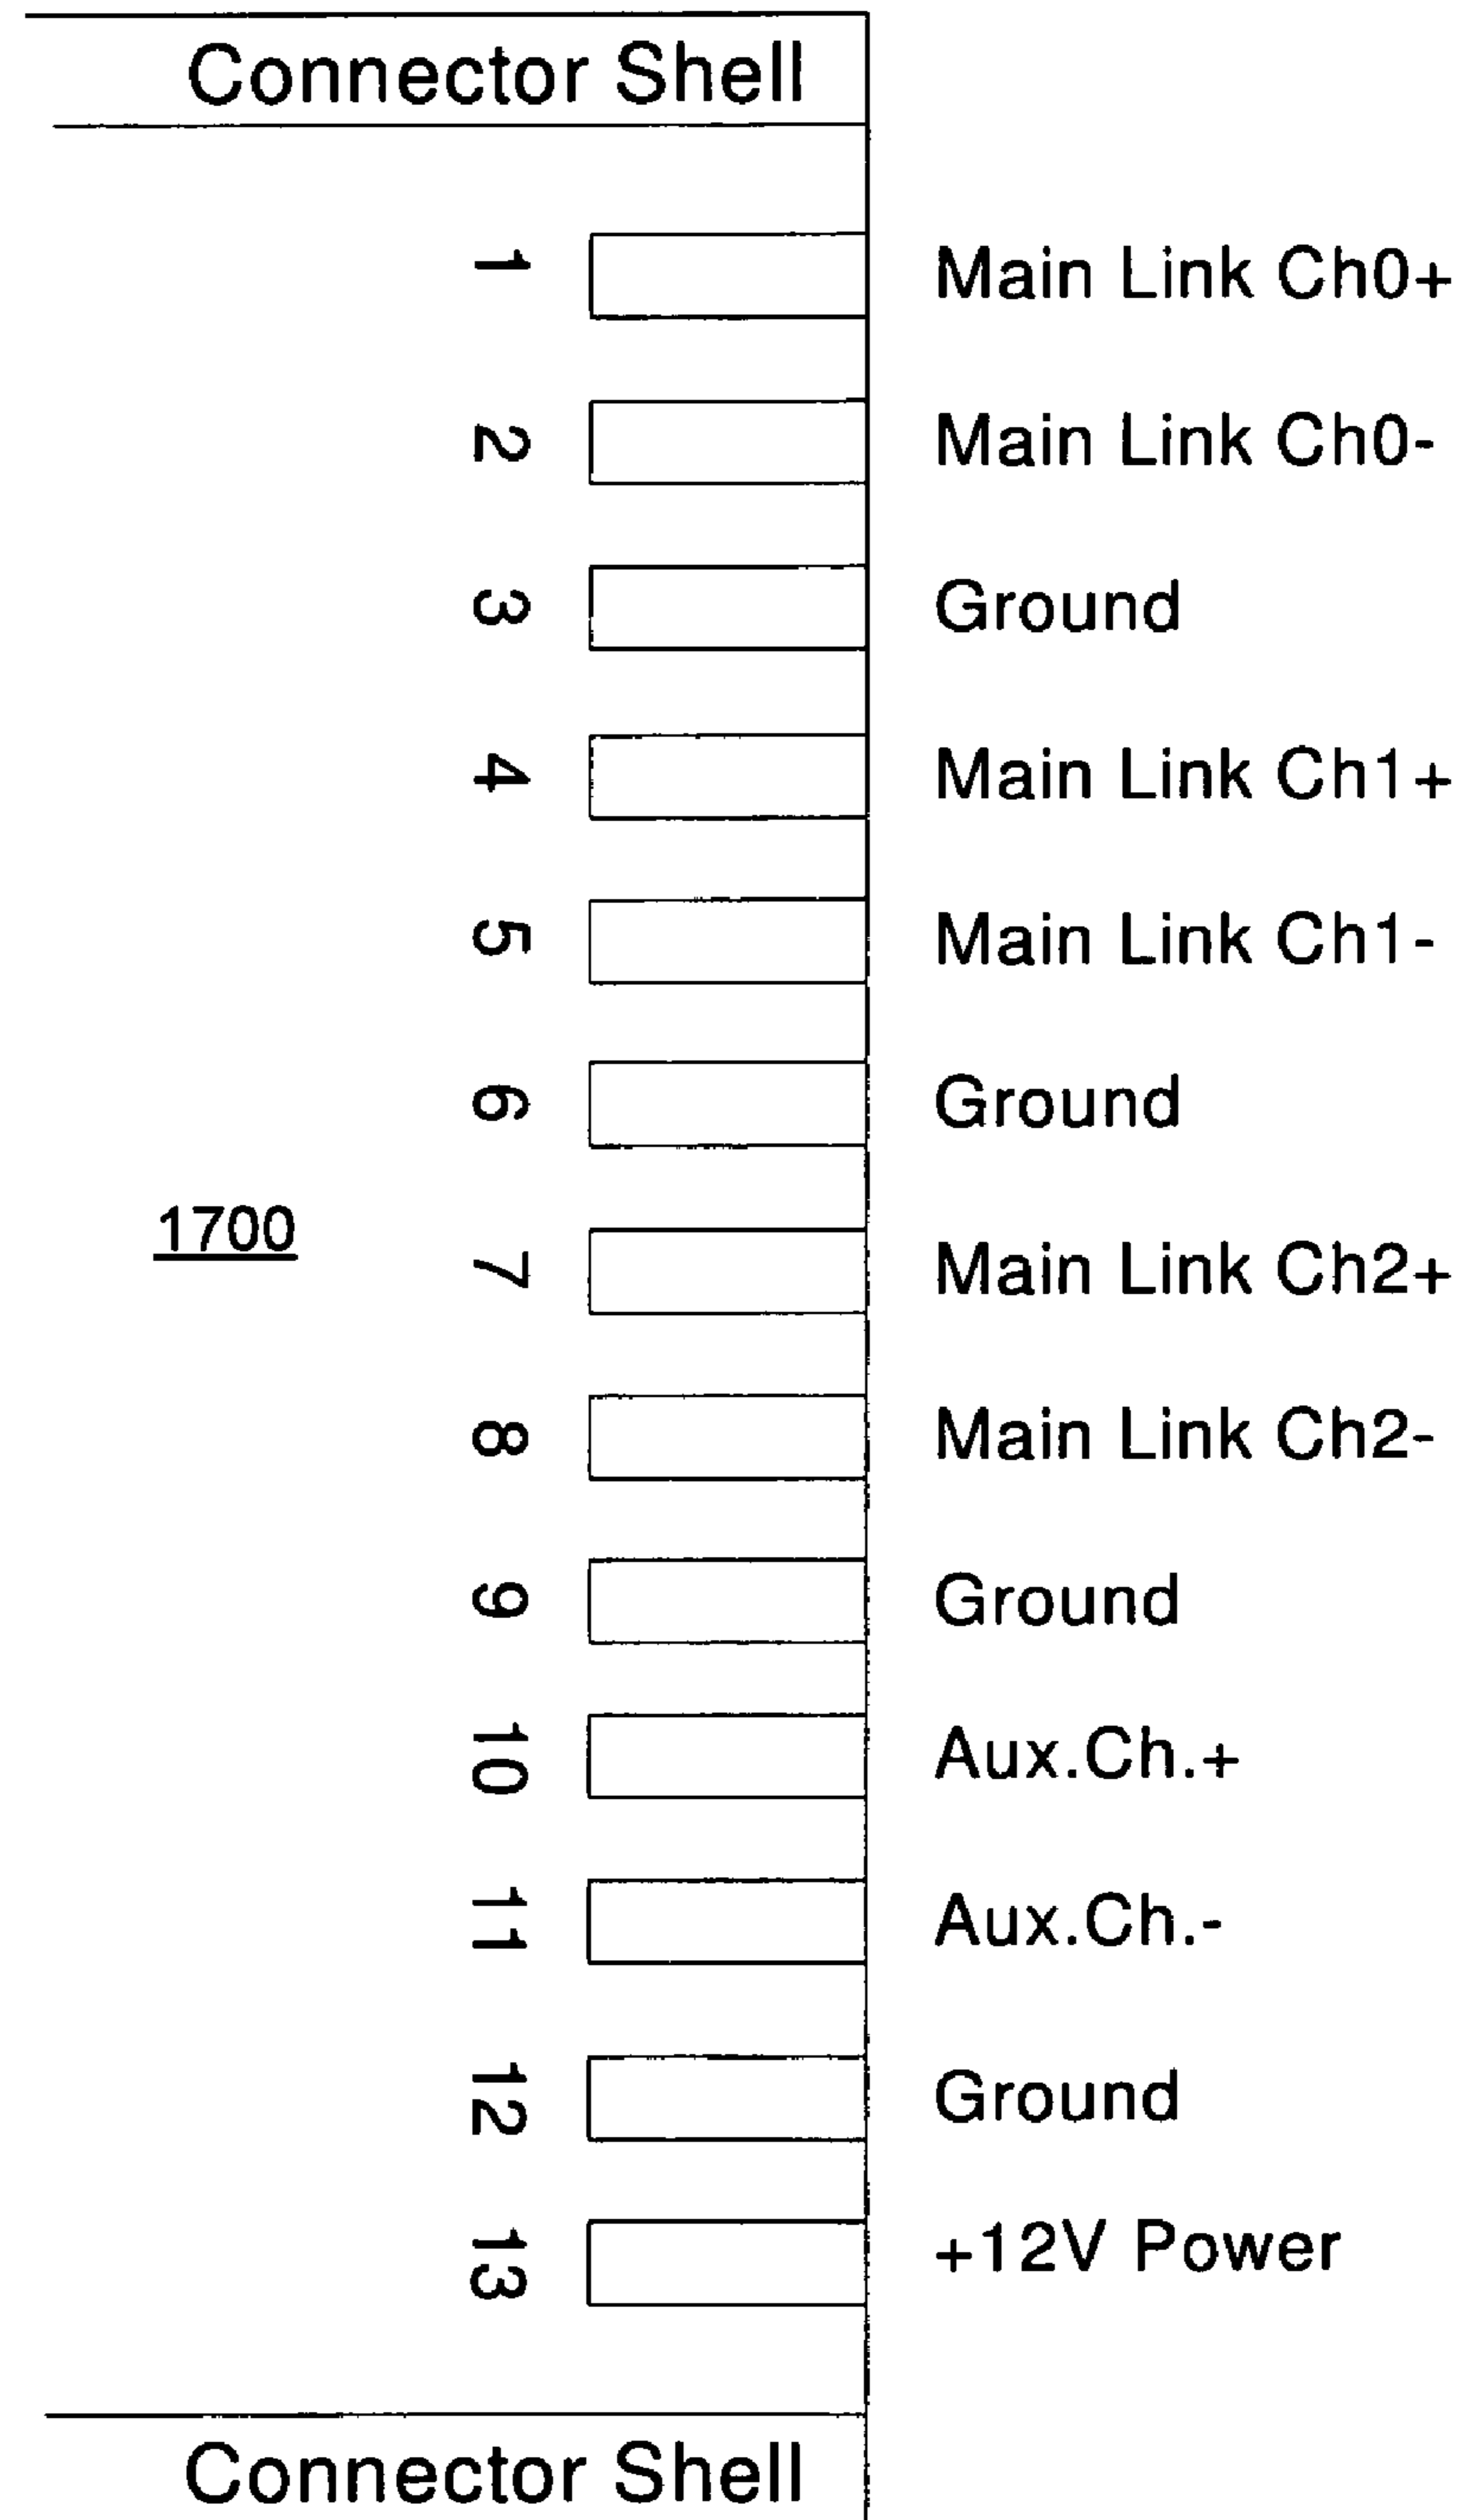 Connector Shell
1 Main Link Ch0+
2 Main Link Ch0-
3 Ground
4 Main Link Ch1+
5 Main Link Ch1-
6 Ground
1700
7 Main Link Ch2+
8 Main Link Ch2-
9 Ground
10 Aux.Ch.+
11 Aux.Ch.-
12 Ground
13 +12V Power
Connector Shell